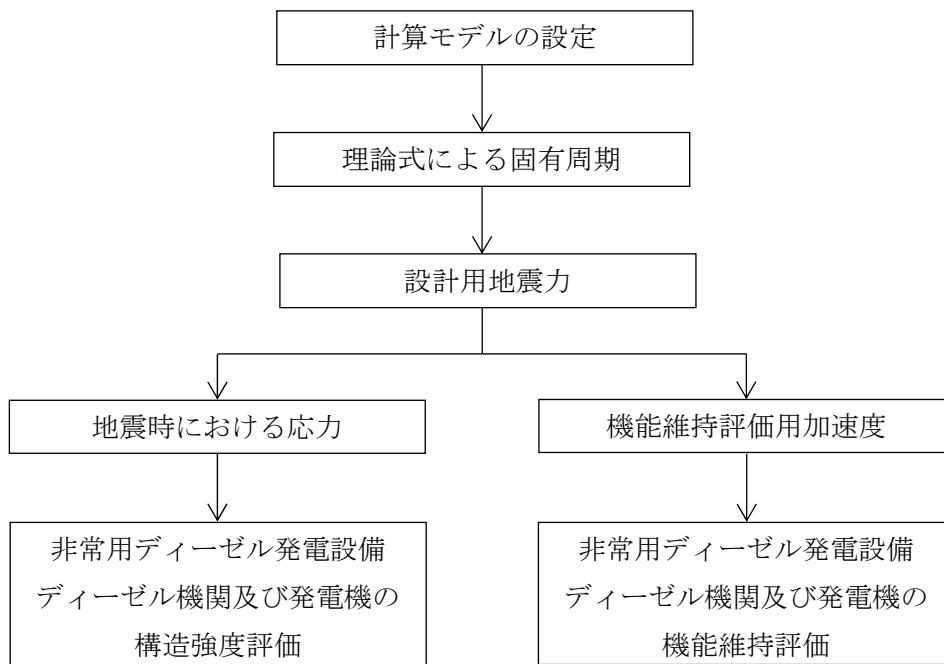 計算モデルの設定
理論式による固有周期
設計用地震力
地震時における応力
機能維持評価用加速度
非常用ディーゼル発電設備
ディーゼル機関及び発電機の
構造強度評価
非常用ディーゼル発電設備
ディーゼル機関及び発電機の
機能維持評価